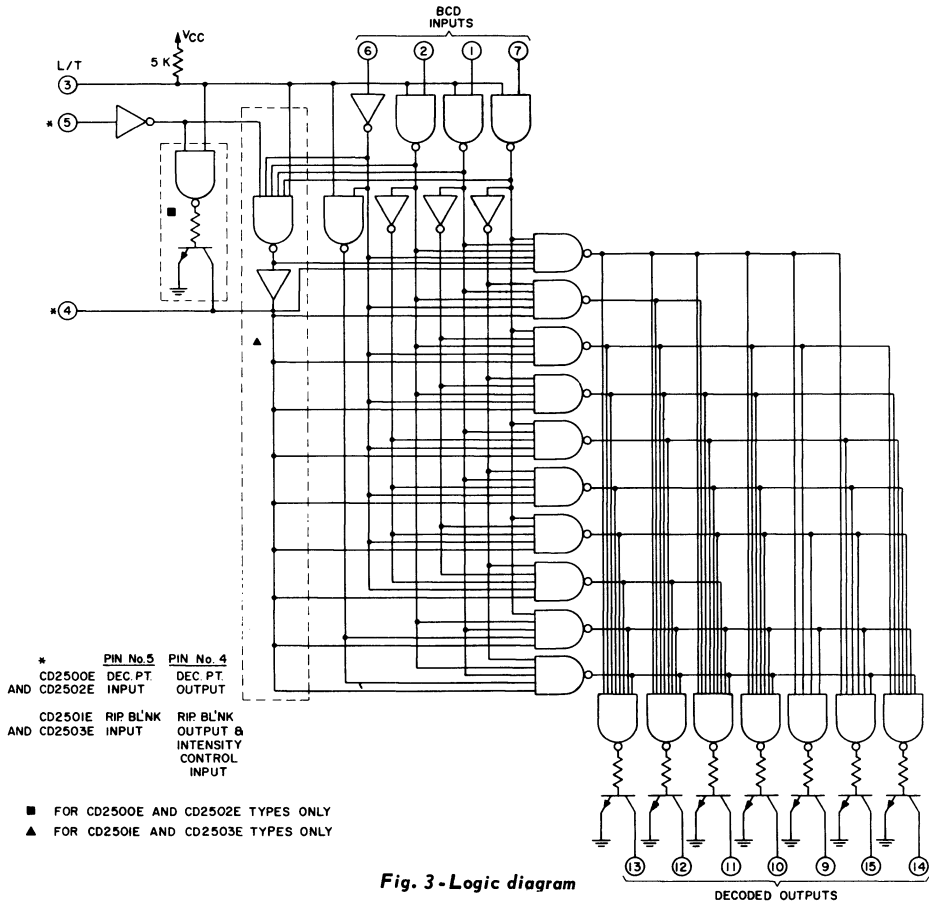 BCD
INPUTS
VCC
6
2
1
7
5 K
L/T
3
* 5
■
* 4
▲
* PIN No.5 PIN No. 4
CD2500E DEC. PT. DEC. PT.
AND CD2502E INPUT OUTPUT
CD2501E RIP. BL'NK RIP. BL'NK
AND CD2503E INPUT OUTPUT &
INTENSITY
CONTROL
INPUT
■ FOR CD2500E AND CD2502E TYPES ONLY
▲ FOR CD2501E AND CD2503E TYPES ONLY
13 12 11 10 9 15 14
Fig. 3 - Logic diagram
DECODED OUTPUTS